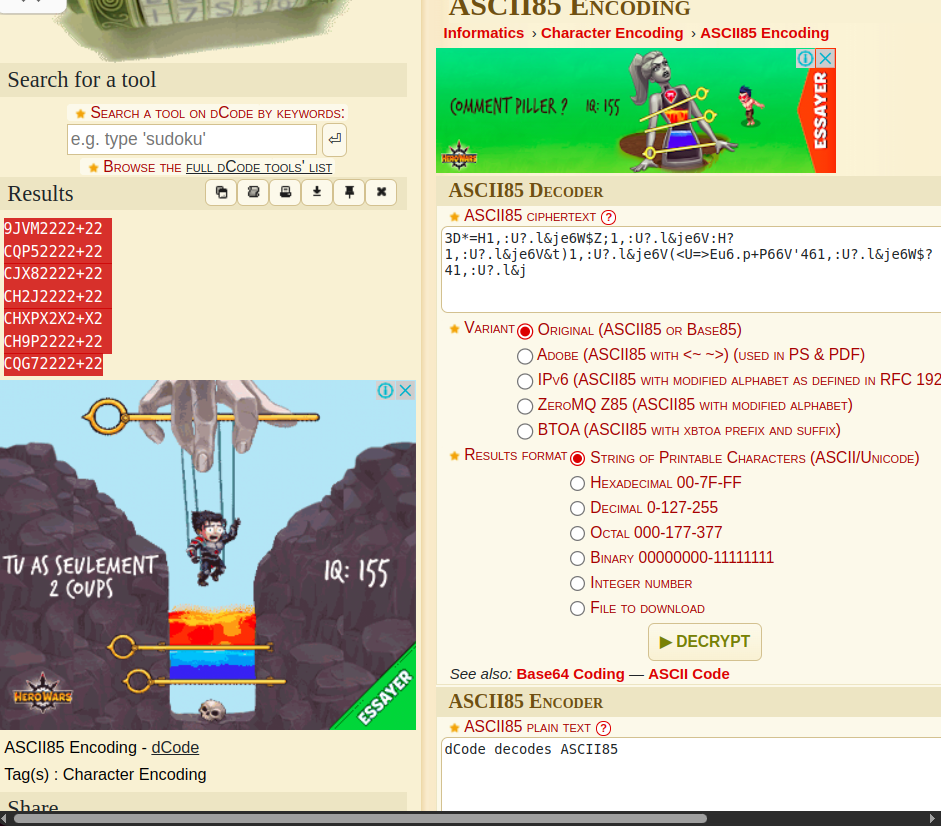 Search for a tool
★ Search a tool on dCode by keywords:
e.g. type 'sudoku'
★ Browse the full dCode tools' list
Results
9JVM2222+22
CQP52222+22
CJX82222+22
CH2J2222+22
CHXPX2X2+X2
CH9P2222+22
CQG72222+22
TU AS SEULEMENT
2 COUPS
IQ: 155
HERO WARS
ESSAYER
ASCII85 Encoding - dCode
Tag(s) : Character Encoding
Share
ASCII85 Encoding
Informatics › Character Encoding › ASCII85 Encoding
COMMENT PILLER ? IQ: 155
HERO WARS
ESSAYER
ASCII85 Decoder
★ ASCII85 ciphertext ?
3D*=H1,:U?.l&je6W$Z;1,:U?.l&je6V:H?
1,:U?.l&je6V&t)1,:U?.l&je6V(<U=>Eu6.p+P66V'461,:U?.l&je6W$?
41,:U?.l&j
★ Variant Original (ASCII85 or Base85)
Adobe (ASCII85 with <~ ~>) (used in PS & PDF)
IPv6 (ASCII85 with modified alphabet as defined in RFC 192
ZeroMQ Z85 (ASCII85 with modified alphabet)
BTOA (ASCII85 with xbtoa prefix and suffix)
★ Results format String of Printable Characters (ASCII/Unicode)
Hexadecimal 00-7F-FF
Decimal 0-127-255
Octal 000-177-377
Binary 00000000-11111111
Integer number
File to download
▶ DECRYPT
See also: Base64 Coding — ASCII Code
ASCII85 Encoder
★ ASCII85 plain text ?
dCode decodes ASCII85